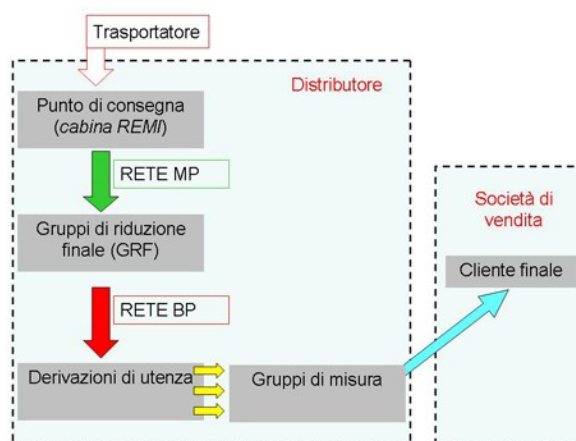 Trasportatore
Distributore
Punto di consegna
(cabina REMI)
RETE MP
Gruppi di riduzione
finale (GRF)
RETE BP
Derivazioni di utenza
Gruppi di misura
Società di
vendita
Cliente finale